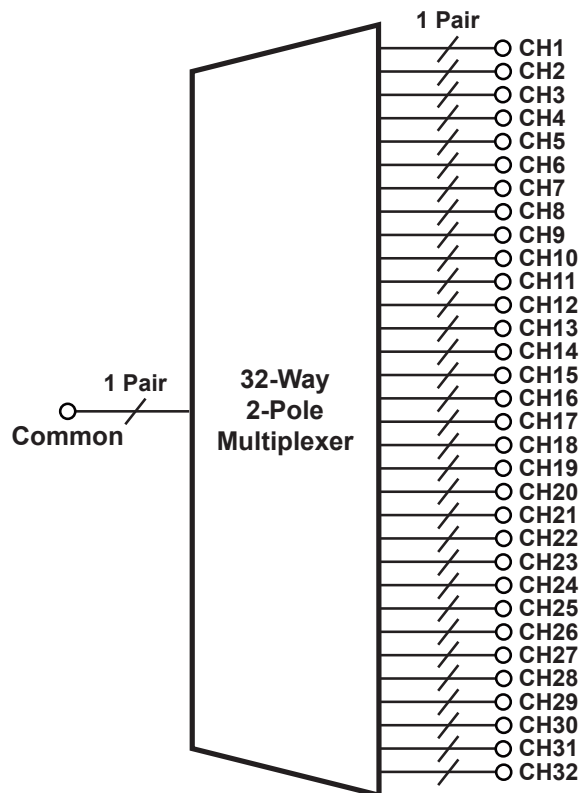 1 Pair
CH1
CH2
CH3
CH4
CH5
CH6
CH7
CH8
CH9
CH10
CH11
CH12
CH13
CH14
CH15
CH16
CH17
CH18
CH19
CH20
CH21
CH22
CH23
CH24
CH25
CH26
CH27
CH28
CH29
CH30
CH31
CH32
1 Pair
Common
32-Way
2-Pole
Multiplexer